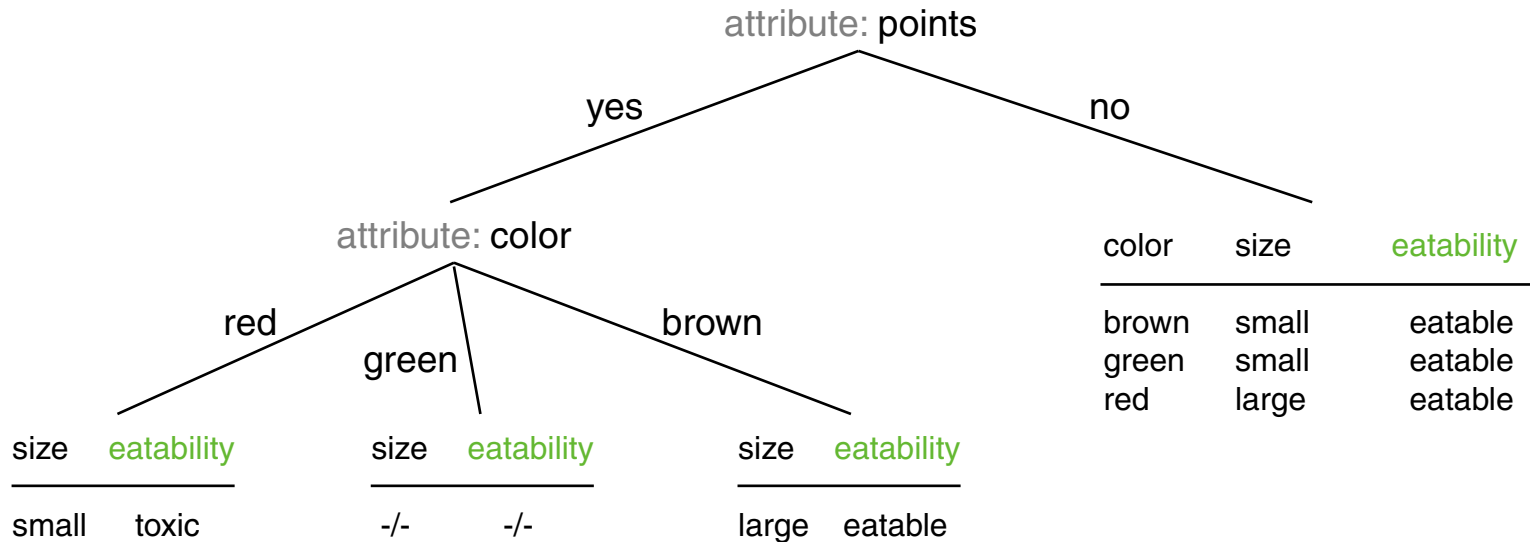 attribute: points
yes
no
attribute: color
red
green
brown
color size eatability
brown small eatable
green small eatable
red large eatable
size eatability
small toxic
size eatability
-/- -/-
size eatability
large eatable